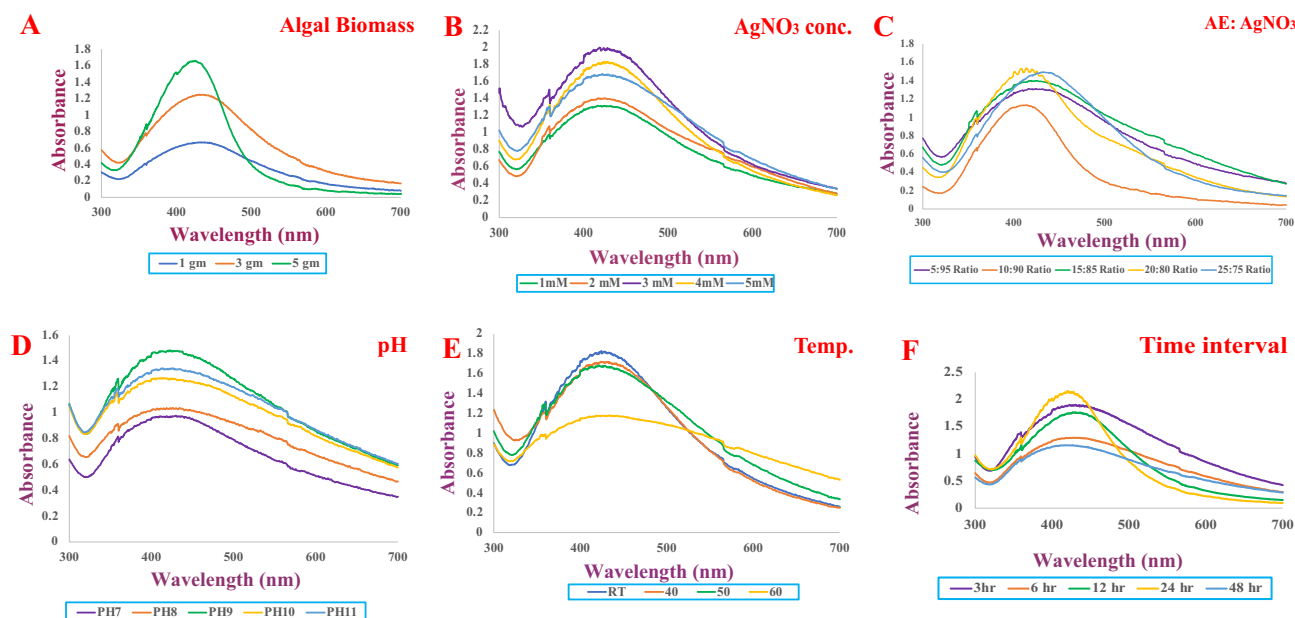 A
Algal Biomass
Absorbance
1.8
1.6
1.4
1.2
1
0.8
0.6
0.4
0.2
0
300 400 500 600 700
Wavelength (nm)
1 gm 3 gm 5 gm
B
AgNO3 conc.
Absorbance
2.2
2
1.8
1.6
1.4
1.2
1
0.8
0.6
0.4
0.2
0
300 400 500 600 700
Wavelength (nm)
1mM 2 mM 3 mM 4mM 5mM
C
AE: AgNO3
Absorbance
1.8
1.6
1.4
1.2
1
0.8
0.6
0.4
0.2
0
300 400 500 600 700
Wavelength (nm)
5:95 Ratio 10:90 Ratio 15:85 Ratio 20:80 Ratio 25:75 Ratio
D
pH
Absorbance
1.6
1.4
1.2
1
0.8
0.6
0.4
0.2
0
300 400 500 600 700
Wavelength (nm)
PH7 PH8 PH9 PH10 PH11
E
Temp.
Absorbance
2
1.8
1.6
1.4
1.2
1
0.8
0.6
0.4
0.2
0
300 400 500 600 700
Wavelength (nm)
RT 40 50 60
F
Time interval
Absorbance
2.5
2
1.5
1
0.5
0
300 400 500 600 700
Wavelength (nm)
3hr 6 hr 12 hr 24 hr 48 hr